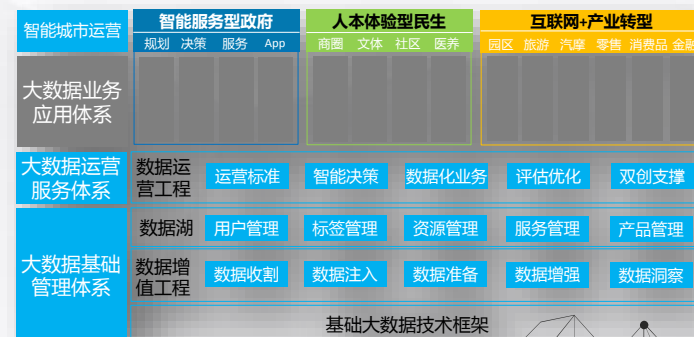 智能城市运营
智能服务型政府
人本体验型民生
互联网+产业转型
规划 决策 服务 App
商圈 文体 社区 医养
园区 旅游 汽摩 零售 消费品 金融
大数据业务
应用体系
大数据运营
服务体系
数据运
营工程
运营标准
智能决策
数据化业务
评估优化
双创支撑
大数据基础
管理体系
数据湖
用户管理
标签管理
资源管理
服务管理
产品管理
数据增
值工程
数据收割
数据注入
数据准备
数据增强
数据洞察
基础大数据技术框架